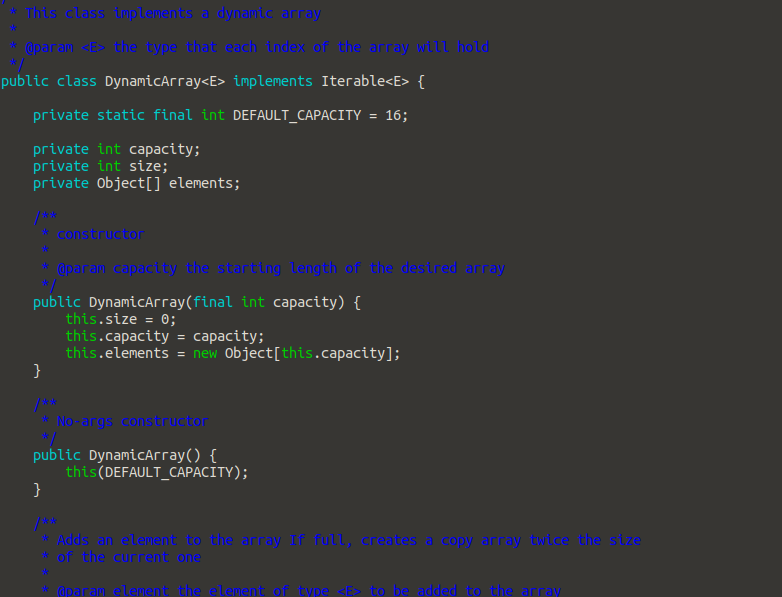 * This class implements a dynamic array
 *
 * @param <E> the type that each index of the array will hold
 */
public class DynamicArray<E> implements Iterable<E> {

    private static final int DEFAULT_CAPACITY = 16;

    private int capacity;
    private int size;
    private Object[] elements;

    /**
     * constructor
     *
     * @param capacity the starting length of the desired array
     */
    public DynamicArray(final int capacity) {
        this.size = 0;
        this.capacity = capacity;
        this.elements = new Object[this.capacity];
    }

    /**
     * No-args constructor
     */
    public DynamicArray() {
        this(DEFAULT_CAPACITY);
    }

    /**
     * Adds an element to the array If full, creates a copy array twice the size
     * of the current one
     *
     * @param element the element of type <E> to be added to the array